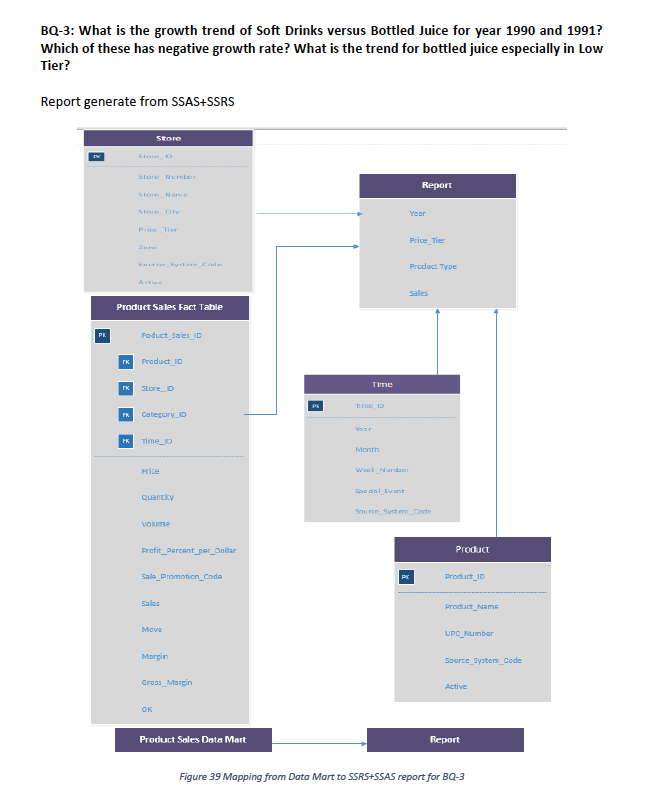 BQ-3: What is the growth trend of Soft Drinks versus Bottled Juice for year 1990 and 1991?
Which of these has negative growth rate? What is the trend for bottled juice especially in Low
Tier?
Report generate from SSAS+SSRS
Store
PK Store_ID
Store_Number
Store_Name
Store_City
Price_Tier
Zone
Source_System_Code
Active
Report
Year
Price_Tier
Product Type
Sales
Product Sales Fact Table
PK Poduct_Sales_ID
FK Product_ID
FK Store_ID
FK Category_ID
FK Time_ID
Price
Quantity
Volume
Profit_Percent_per_Dollar
Sale_Promotion_Code
Sales
Move
Margin
Gross_Margin
OK
Time
PK Time_ID
Year
Month
Week_Number
Special_Event
Source_System_Code
Product
PK Product_ID
Product_Name
UPC_Number
Source_System_Code
Active
Product Sales Data Mart
Report
Figure 39 Mapping from Data Mart to SSRS+SSAS report for BQ-3